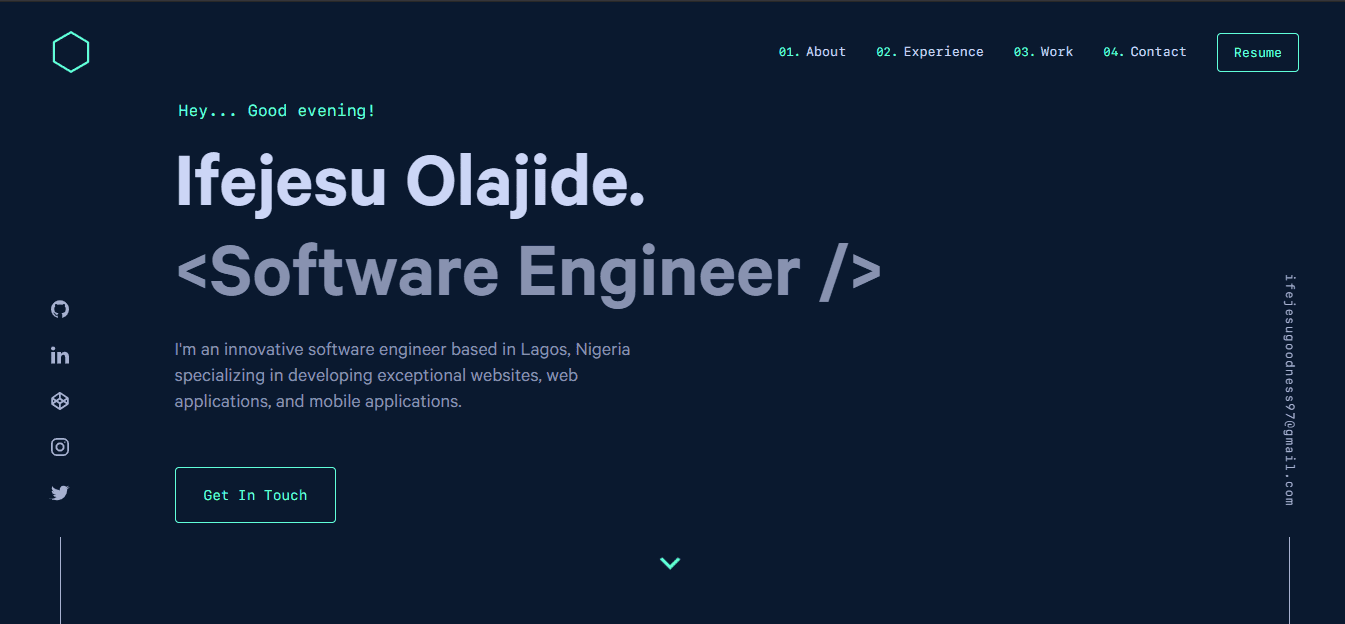 01. About 02. Experience 03. Work 04. Contact Resume
Hey... Good evening!
Ifejesu Olajide.
<Software Engineer />
I'm an innovative software engineer based in Lagos, Nigeria
specializing in developing exceptional websites, web
applications, and mobile applications.
Get In Touch
ifejesugoodness97@gmail.com